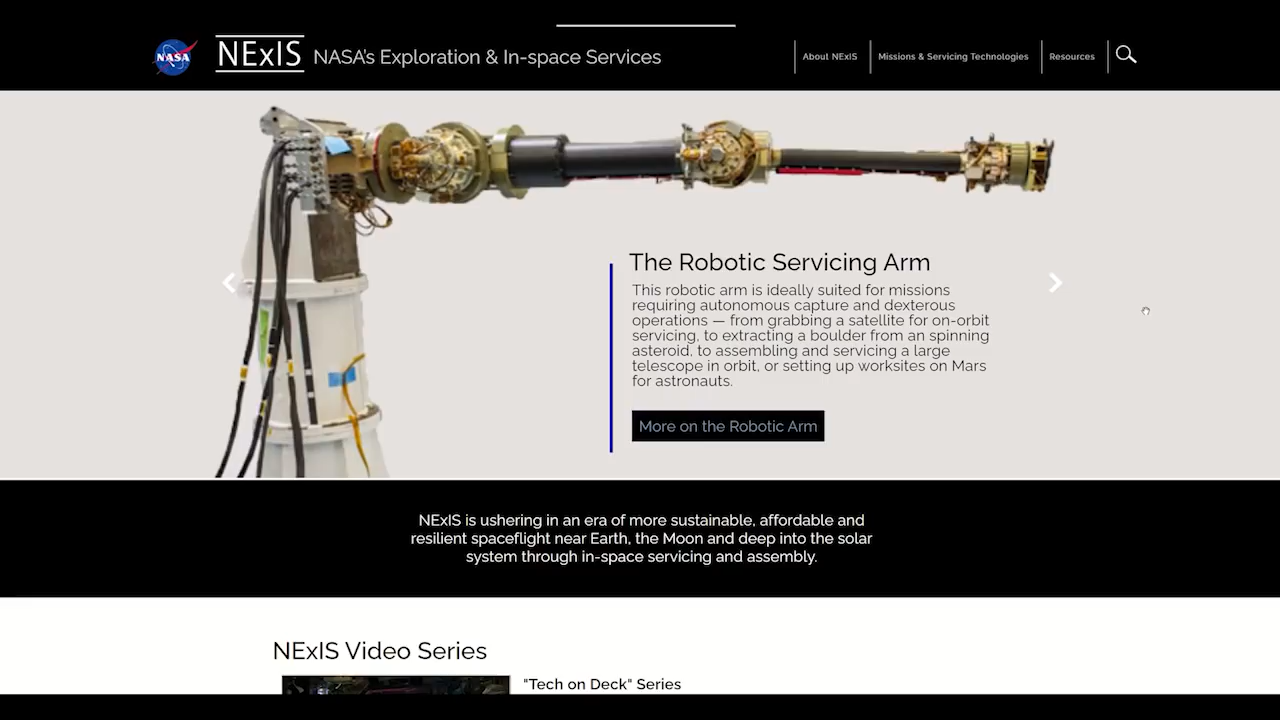 NASA
NExIS
NASA's Exploration & In-space Services
About NExIS
Missions & Servicing Technologies
Resources
The Robotic Servicing Arm
This robotic arm is ideally suited for missions
requiring autonomous capture and dexterous
operations — from grabbing a satellite for on-orbit
servicing, to extracting a boulder from an spinning
asteroid, to assembling and servicing a large
telescope in orbit, or setting up worksites on Mars
for astronauts.
More on the Robotic Arm
NExIS is ushering in an era of more sustainable, affordable and
resilient spaceflight near Earth, the Moon and deep into the solar
system through in-space servicing and assembly.
NExIS Video Series
"Tech on Deck" Series